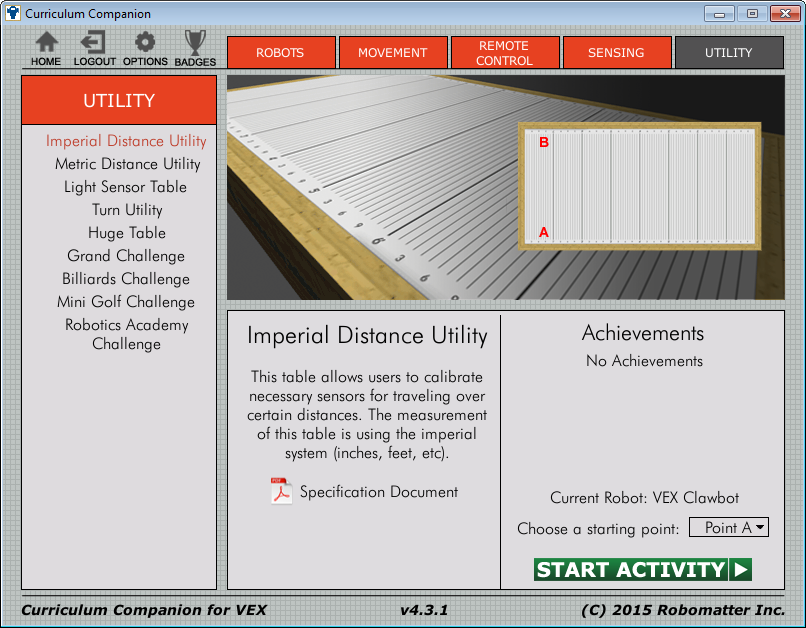 Curriculum Companion
HOME
LOGOUT
OPTIONS
BADGES
ROBOTS
MOVEMENT
REMOTE
CONTROL
SENSING
UTILITY
UTILITY
Imperial Distance Utility
Metric Distance Utility
Light Sensor Table
Turn Utility
Huge Table
Grand Challenge
Billiards Challenge
Mini Golf Challenge
Robotics Academy
Challenge
B
A
Imperial Distance Utility
This table allows users to calibrate
necessary sensors for traveling over
certain distances. The measurement
of this table is using the imperial
system (inches, feet, etc).
PDF
Specification Document
Achievements
No Achievements
Current Robot: VEX Clawbot
Choose a starting point:
Point A
START ACTIVITY
Curriculum Companion for VEX
v4.3.1
(C) 2015 Robomatter Inc.